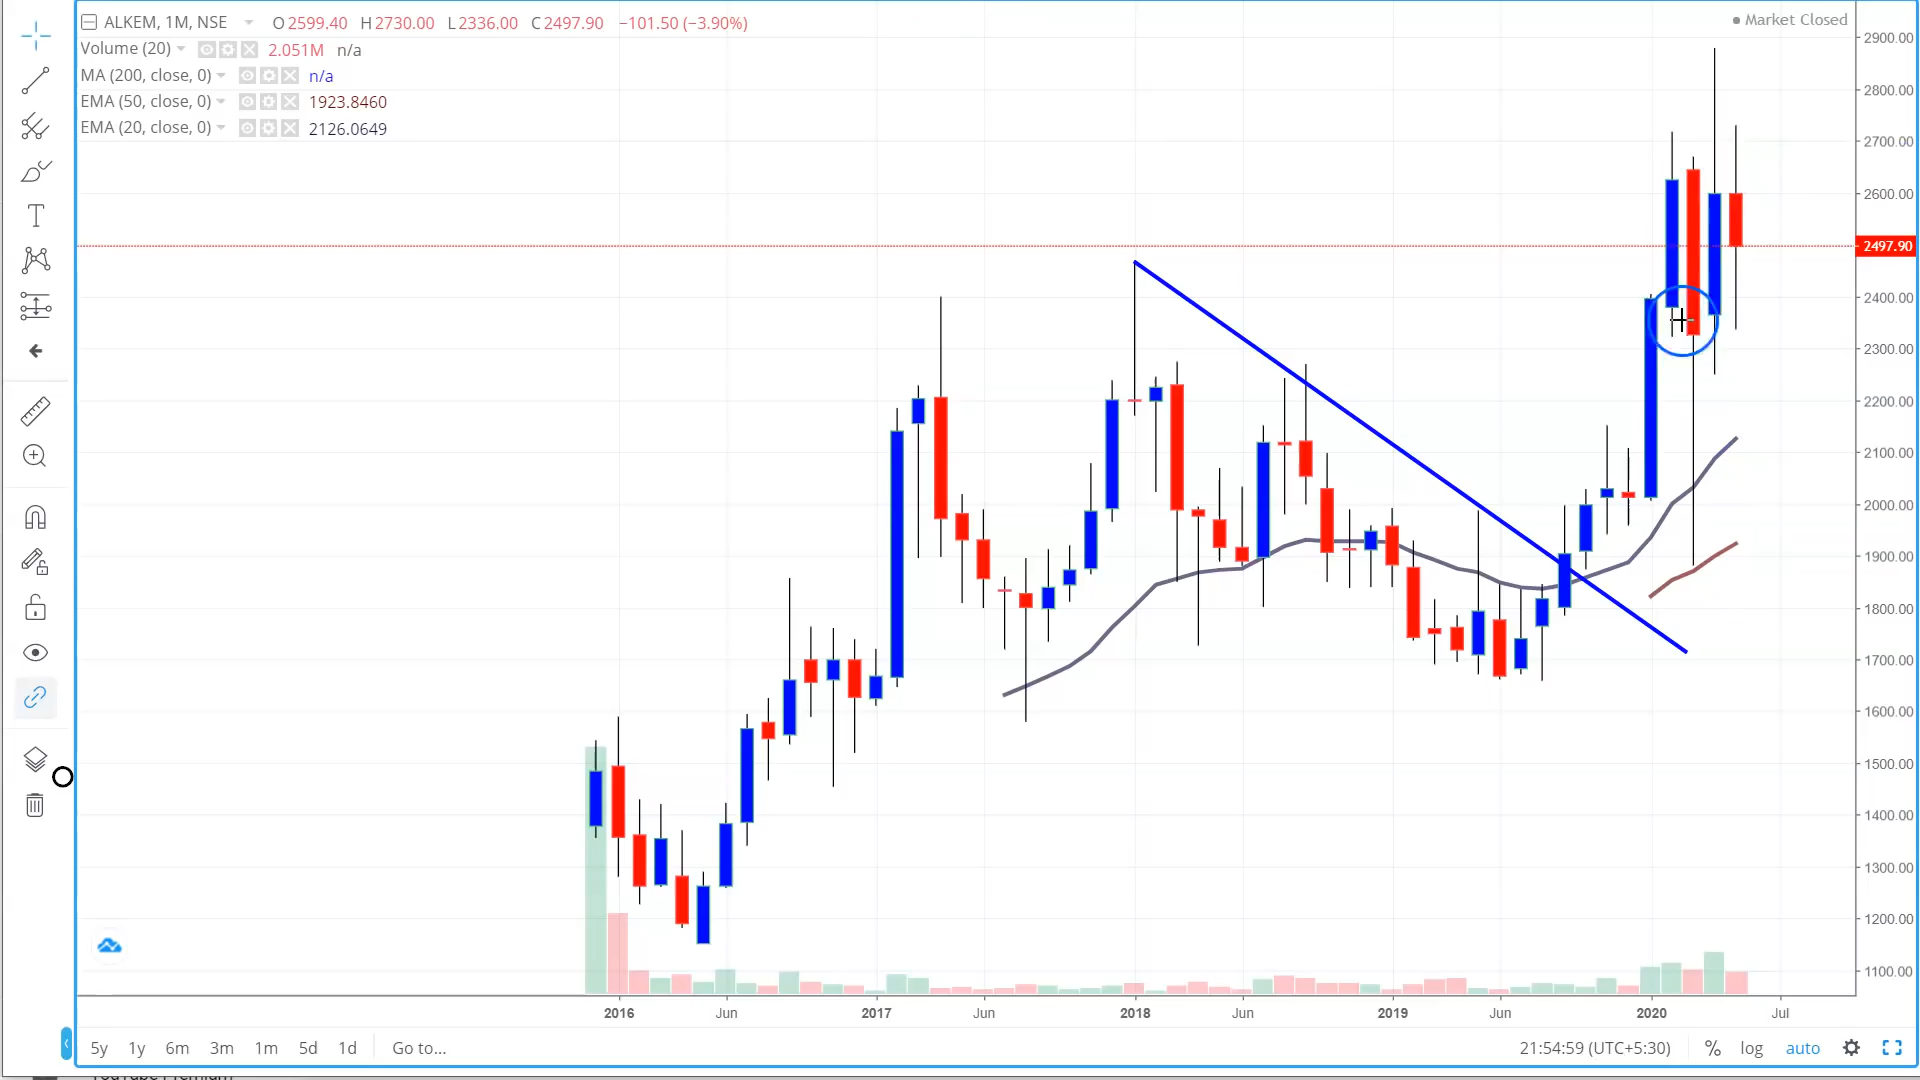 ALKEM, 1M, NSE O2599.40 H2730.00 L2336.00 C2497.90 −101.50 (−3.90%)
Market Closed
Volume (20) 2.051M n/a
MA (200, close, 0) n/a
EMA (50, close, 0) 1923.8460
EMA (20, close, 0) 2126.0649
2900.00
2800.00
2700.00
2600.00
2497.90
2400.00
2300.00
2200.00
2100.00
2000.00
1900.00
1800.00
1700.00
1600.00
1500.00
1400.00
1300.00
1200.00
1100.00
2016 Jun 2017 Jun 2018 Jun 2019 Jun 2020 Jul
5y 1y 6m 3m 1m 5d 1d Go to... 21:54:59 (UTC+5:30) % log auto
YouTube Premium